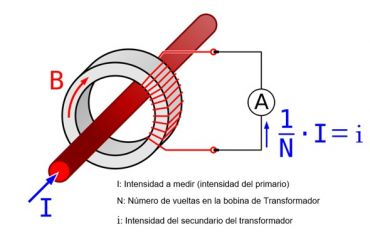 B
A
1/N · I = i
I
I: Intensidad a medir (intensidad del primario)
N: Número de vueltas en la bobina de Transformador
i: Intensidad del secundario del transformador